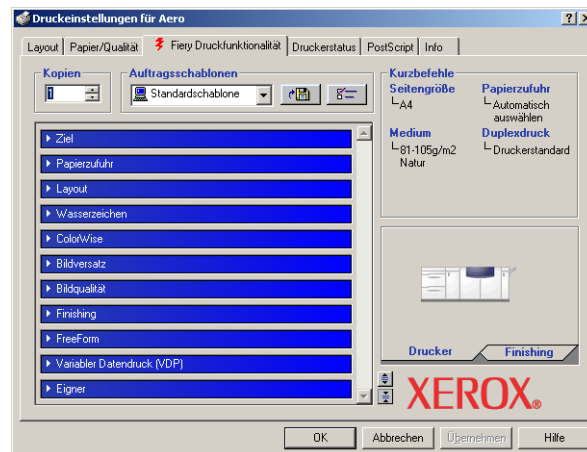 Druckeinstellungen für Aero
Layout Papier/Qualität Fiery Druckfunktionalität Druckerstatus PostScript Info
Kopien
1
Auftragsschablonen
Standardschablone
Ziel
Papierzufuhr
Layout
Wasserzeichen
ColorWise
Bildversatz
Bildqualität
Finishing
FreeForm
Variabler Datendruck (VDP)
Eigner
Kurzbefehle
Seitengröße
A4
Papierzufuhr
Automatisch
auswählen
Medium
81-105g/m2
Natur
Duplexdruck
Druckerstandard
Drucker Finishing
XEROX®
OK Abbrechen Übernehmen Hilfe